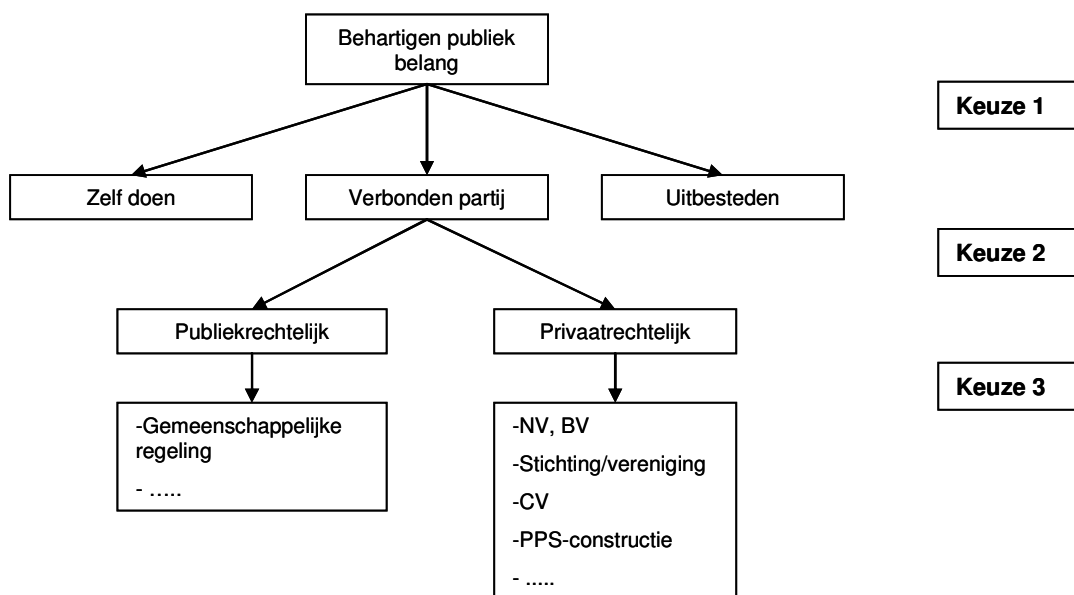 Behartigen publiek
belang
Keuze 1
Zelf doen
Verbonden partij
Uitbesteden
Keuze 2
Publiekrechtelijk
Privaatrechtelijk
Keuze 3
-Gemeenschappelijke
regeling
- .....
-NV, BV
-Stichting/vereniging
-CV
-PPS-constructie
- .....